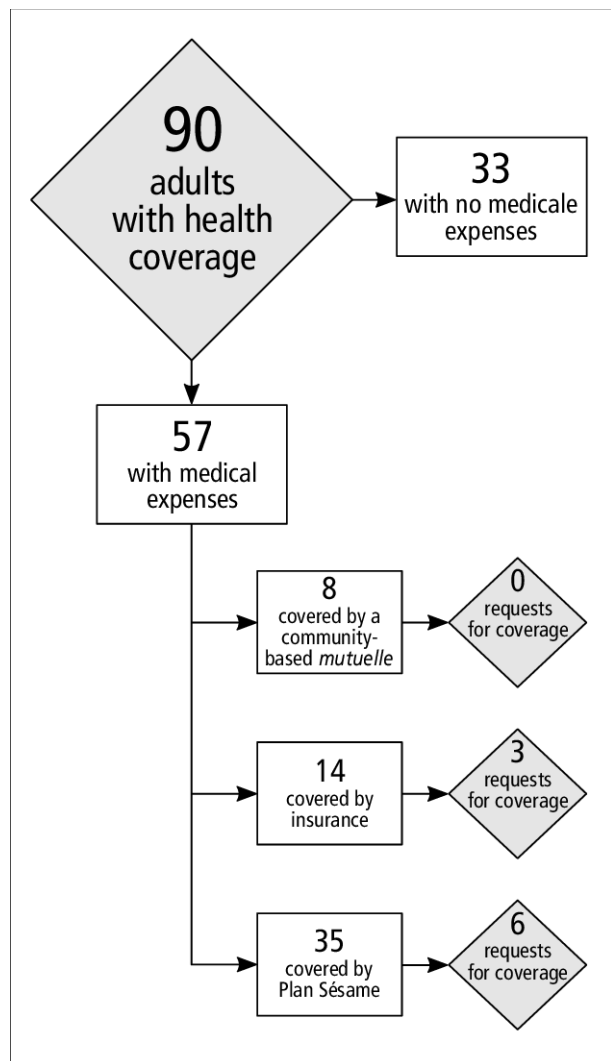 90
adults
with health
coverage
33
with no medicale
expenses
57
with medical
expenses
8
covered by a
community-
based mutuelle
0
requests
for coverage
14
covered by
insurance
3
requests
for coverage
35
covered by
Plan Sésame
6
requests
for coverage